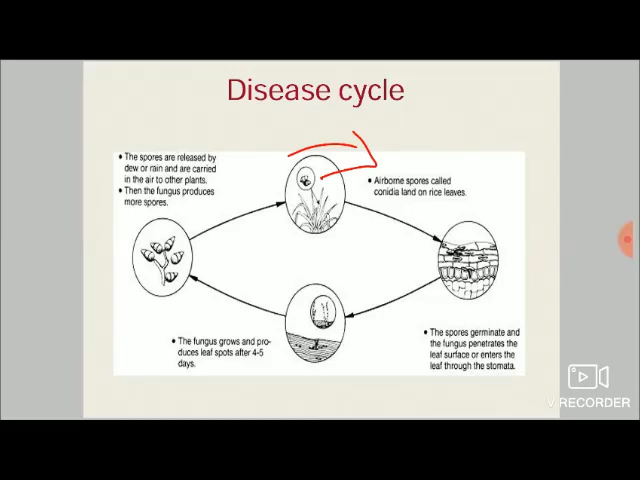 Disease cycle
• The spores are released by
dew or rain and are carried
in the air to other plants.
• Then the fungus produces
more spores.
• Airborne spores called
conidia land on rice leaves.
• The fungus grows and pro-
duces leaf spots after 4-5
days.
• The spores germinate and
the fungus penetrates the
leaf surface or enters the
leaf through the stomata.
V RECORDER